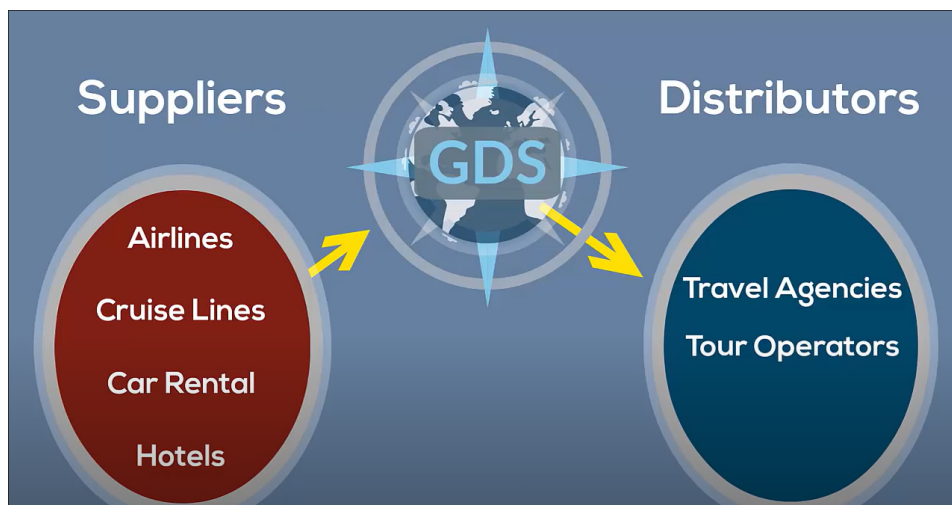 Suppliers
Airlines
Cruise Lines
Car Rental
Hotels
GDS
Distributors
Travel Agencies
Tour Operators